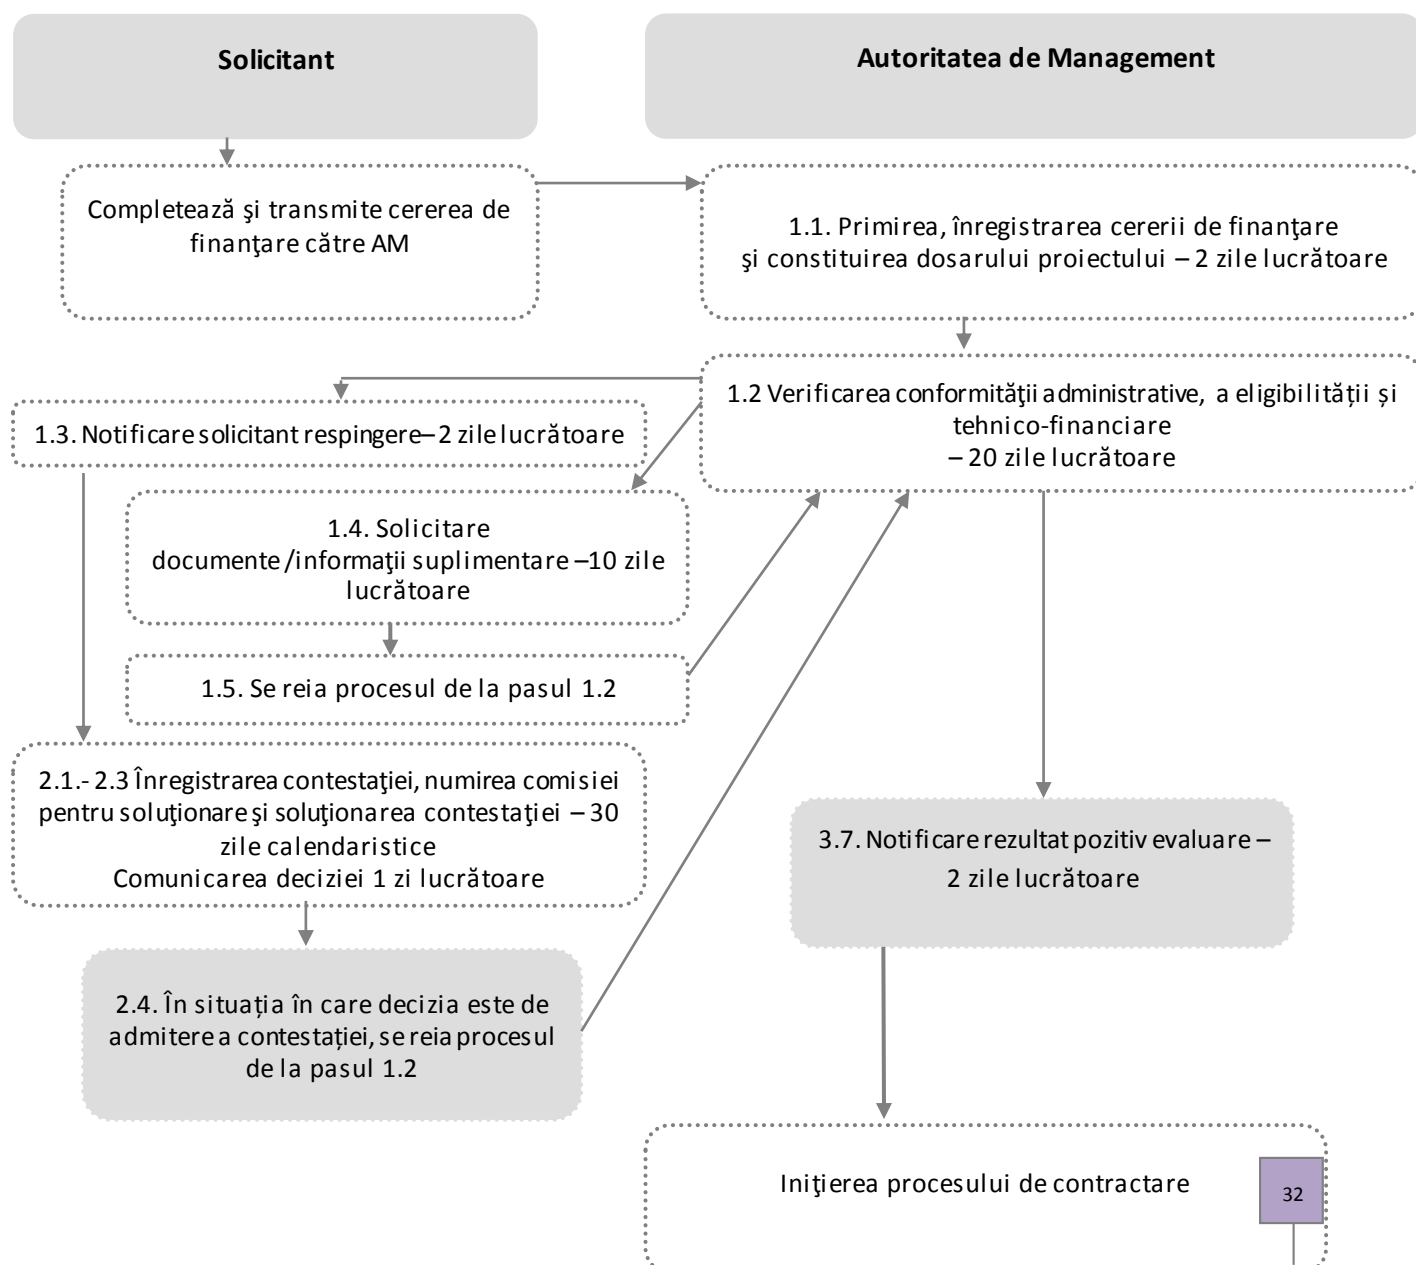 Solicitant
Autoritatea de Management
Completează şi transmite cererea de
finanţare către AM
1.1. Primirea, înregistrarea cererii de finanţare
şi constituirea dosarului proiectului – 2 zile lucrătoare
1.2 Verificarea conformităţii administrative, a eligibilității și
tehnico-financiare
– 20 zile lucrătoare
1.3. Notificare solicitant respingere– 2 zile lucrătoare
1.4. Solicitare
documente/informaţii suplimentare –10 zile
lucrătoare
1.5. Se reia procesul de la pasul 1.2
2.1.- 2.3 Înregistrarea contestaţiei, numirea comisiei
pentru soluţionare şi soluţionarea contestaţiei – 30
zile calendaristice
Comunicarea deciziei 1 zi lucrătoare
3.7. Notificare rezultat pozitiv evaluare –
2 zile lucrătoare
2.4. În situația în care decizia este de
admitere a contestației, se reia procesul
de la pasul 1.2
Iniţierea procesului de contractare
32